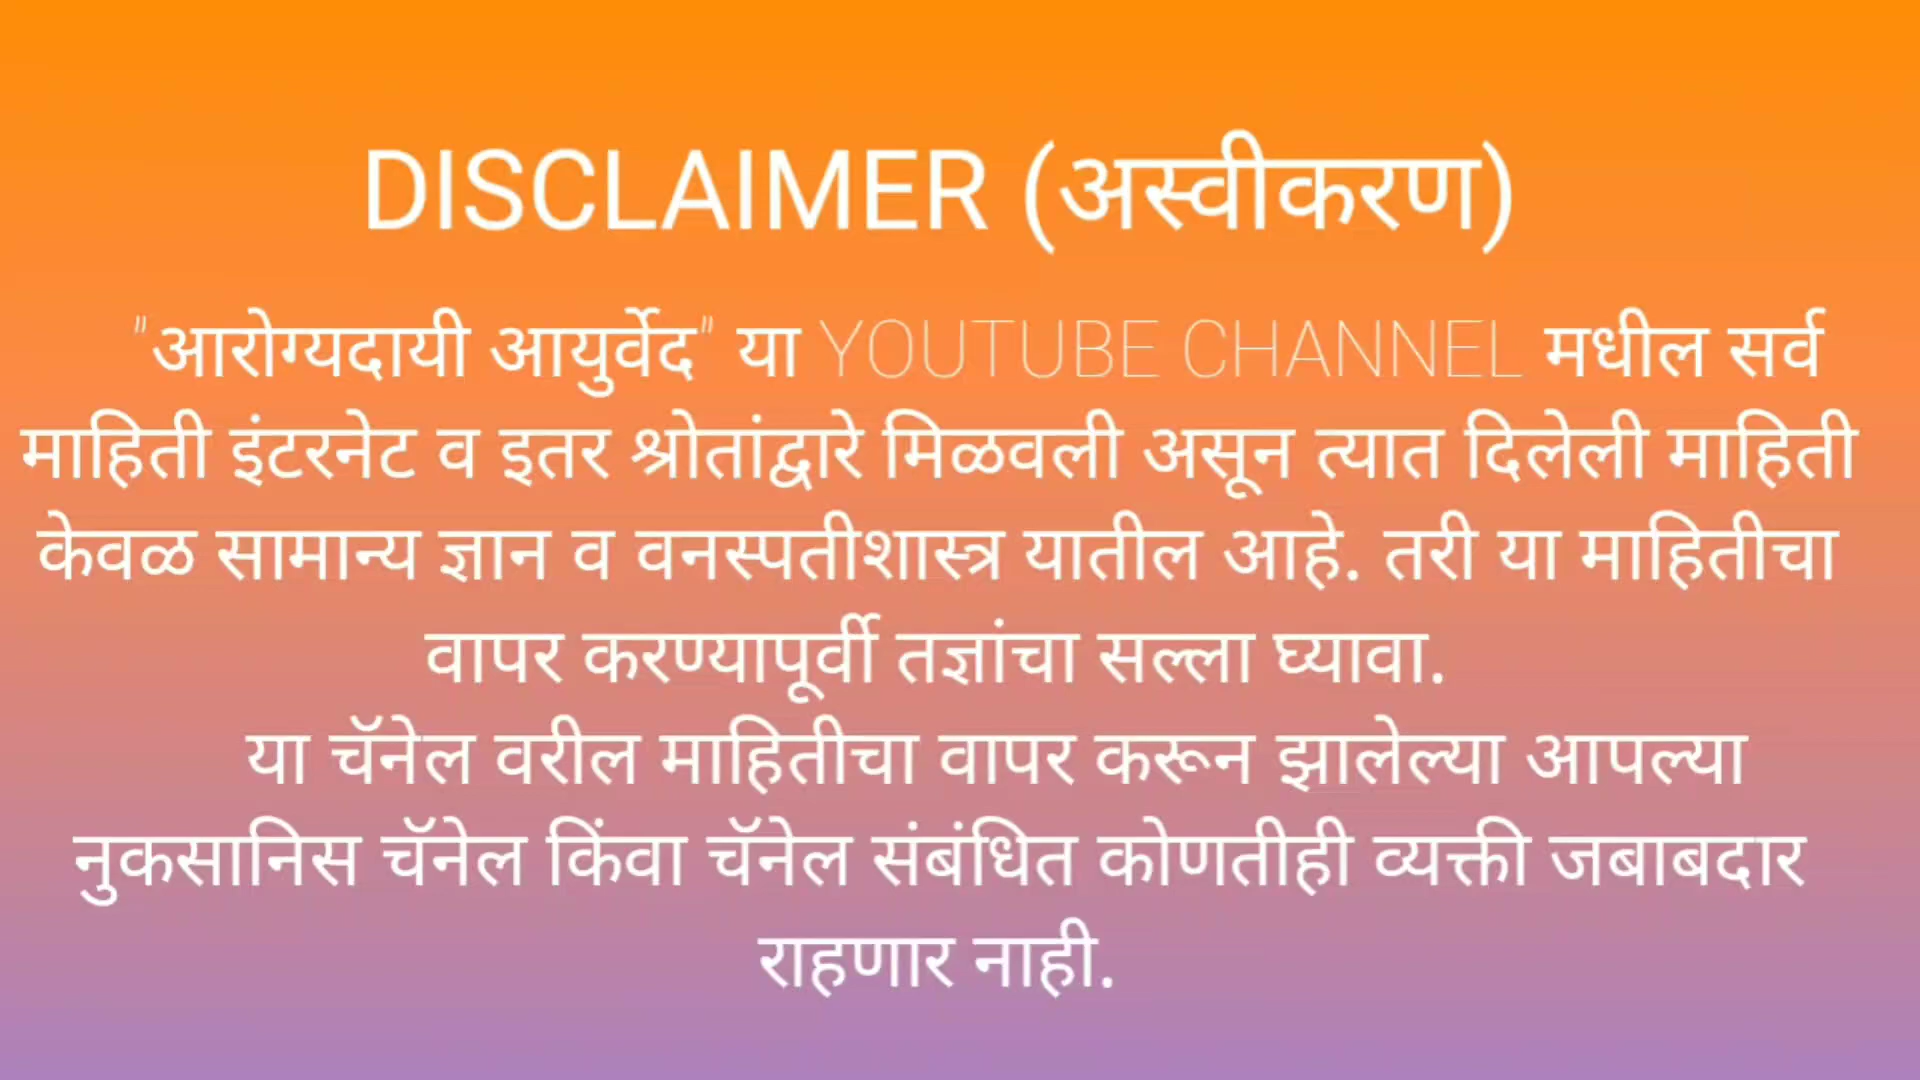 DISCLAIMER (अस्वीकरण)
"आरोग्यदायी आयुर्वेद" या YOUTUBE CHANNEL मधील सर्व
माहिती इंटरनेट व इतर श्रोतांद्वारे मिळवली असून त्यात दिलेली माहिती
केवळ सामान्य ज्ञान व वनस्पतीशास्त्र यातील आहे. तरी या माहितीचा
वापर करण्यापूर्वी तज्ञांचा सल्ला घ्यावा.
या चॅनेल वरील माहितीचा वापर करून झालेल्या आपल्या
नुकसानिस चॅनेल किंवा चॅनेल संबंधित कोणतीही व्यक्ती जबाबदार
राहणार नाही.